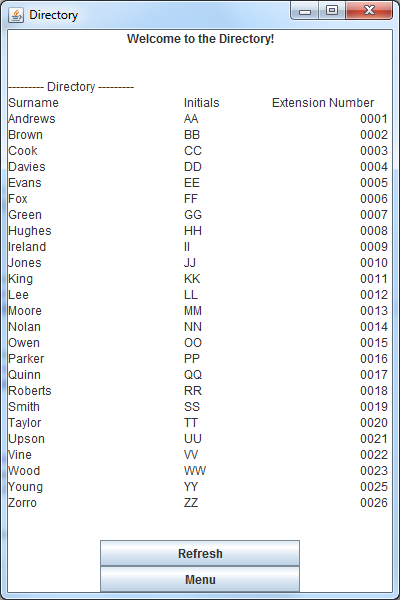 Directory
Welcome to the Directory!
--------- Directory ---------
Surname Initials Extension Number
Andrews AA 0001
Brown BB 0002
Cook CC 0003
Davies DD 0004
Evans EE 0005
Fox FF 0006
Green GG 0007
Hughes HH 0008
Ireland II 0009
Jones JJ 0010
King KK 0011
Lee LL 0012
Moore MM 0013
Nolan NN 0014
Owen OO 0015
Parker PP 0016
Quinn QQ 0017
Roberts RR 0018
Smith SS 0019
Taylor TT 0020
Upson UU 0021
Vine VV 0022
Wood WW 0023
Young YY 0025
Zorro ZZ 0026
Refresh
Menu